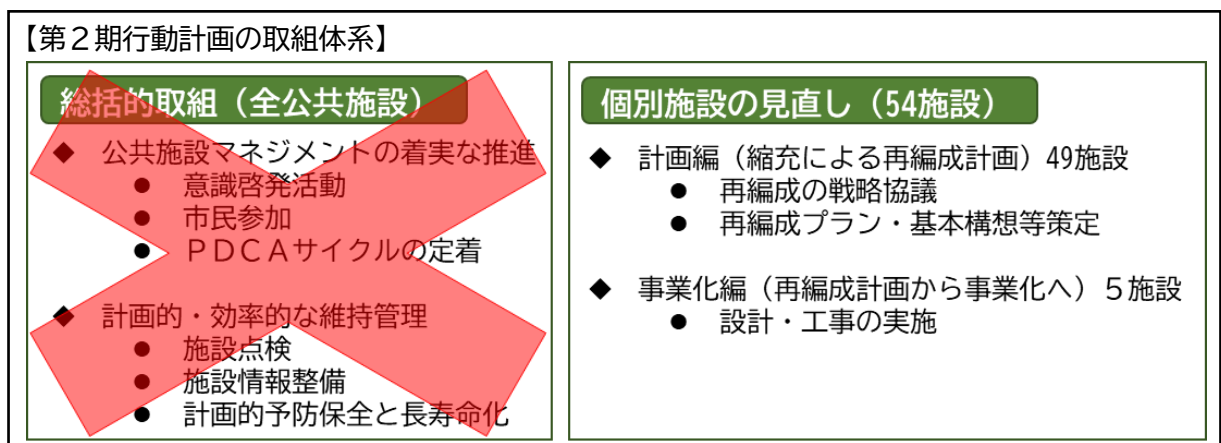 【第２期行動計画の取組体系】
総括的取組（全公共施設）
◆ 公共施設マネジメントの着実な推進
● 意識啓発活動
● 市民参加
● ＰＤＣＡサイクルの定着
◆ 計画的・効率的な維持管理
● 施設点検
● 施設情報整備
● 計画的予防保全と長寿命化
個別施設の見直し（54施設）
◆ 計画編（縮充による再編成計画）49施設
● 再編成の戦略協議
● 再編成プラン・基本構想等策定
◆ 事業化編（再編成計画から事業化へ）５施設
● 設計・工事の実施